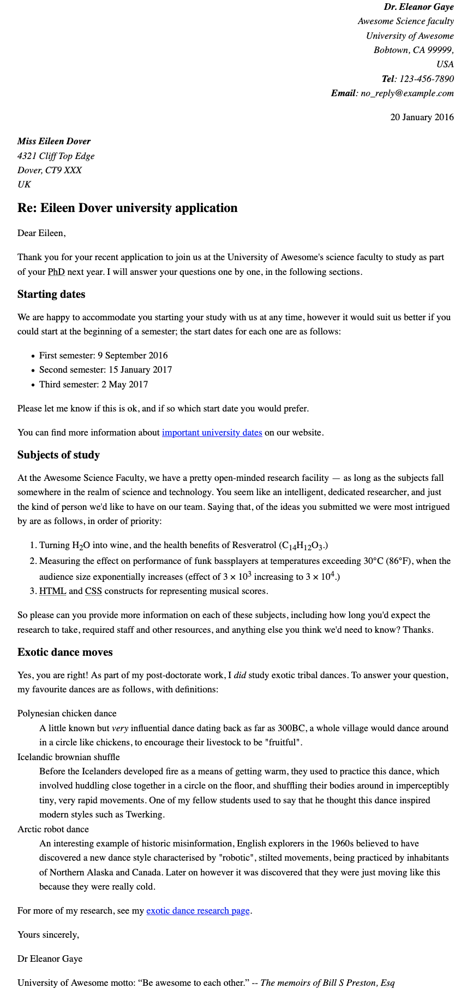 Dr. Eleanor Gaye
Awesome Science faculty
University of Awesome
Bobtown, CA 99999,
USA
Tel: 123-456-7890
Email: no_reply@example.com
20 January 2016
Miss Eileen Dover
4321 Cliff Top Edge
Dover, CT9 XXX
UK
Re: Eileen Dover university application
Dear Eileen,
Thank you for your recent application to join us at the University of Awesome's science faculty to study as part
of your PhD next year. I will answer your questions one by one, in the following sections.
Starting dates
We are happy to accommodate you starting your study with us at any time, however it would suit us better if you
could start at the beginning of a semester; the start dates for each one are as follows:
• First semester: 9 September 2016
• Second semester: 15 January 2017
• Third semester: 2 May 2017
Please let me know if this is ok, and if so which start date you would prefer.
You can find more information about important university dates on our website.
Subjects of study
At the Awesome Science Faculty, we have a pretty open-minded research facility — as long as the subjects fall
somewhere in the realm of science and technology. You seem like an intelligent, dedicated researcher, and just
the kind of person we'd like to have on our team. Saying that, of the ideas you submitted we were most intrigued
by are as follows, in order of priority:
1. Turning H₂O into wine, and the health benefits of Resveratrol (C₁₄H₁₂O₃.)
2. Measuring the effect on performance of funk bassplayers at temperatures exceeding 30°C (86°F), when the
audience size exponentially increases (effect of 3 × 10³ increasing to 3 × 10⁴.)
3. HTML and CSS constructs for representing musical scores.
So please can you provide more information on each of these subjects, including how long you'd expect the
research to take, required staff and other resources, and anything else you think we'd need to know? Thanks.
Exotic dance moves
Yes, you are right! As part of my post-doctorate work, I did study exotic tribal dances. To answer your question,
my favourite dances are as follows, with definitions:
Polynesian chicken dance
A little known but very influential dance dating back as far as 300BC, a whole village would dance around
in a circle like chickens, to encourage their livestock to be "fruitful".
Icelandic brownian shuffle
Before the Icelanders developed fire as a means of getting warm, they used to practice this dance, which
involved huddling close together in a circle on the floor, and shuffling their bodies around in imperceptibly
tiny, very rapid movements. One of my fellow students used to say that he thought this dance inspired
modern styles such as Twerking.
Arctic robot dance
An interesting example of historic misinformation, English explorers in the 1960s believed to have
discovered a new dance style characterised by "robotic", stilted movements, being practiced by inhabitants
of Northern Alaska and Canada. Later on however it was discovered that they were just moving like this
because they were really cold.
For more of my research, see my exotic dance research page.
Yours sincerely,
Dr Eleanor Gaye
University of Awesome motto: “Be awesome to each other.” -- The memoirs of Bill S Preston, Esq